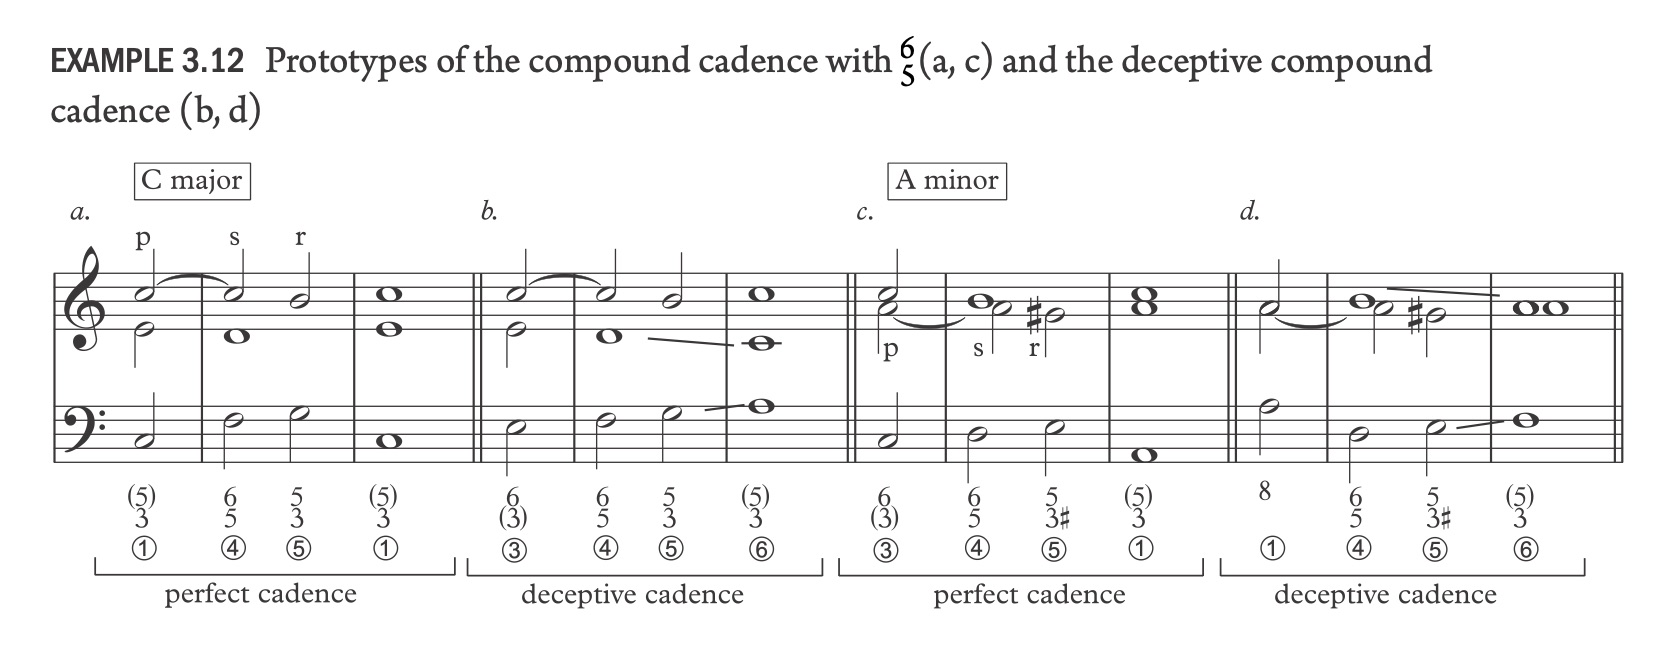 EXAMPLE 3.12 Prototypes of the compound cadence with 6 5 (a, c) and the deceptive compound
cadence (b, d)
C major A minor
a. b. c. d.
p s r
p s r
(5) 6 5 (5) 6 6 5 (5) 6 6 5 (5) 8 6 5 (5)
3 5 3 3 (3) 5 3 3 (3) 5 3♯ 3 5 3♯ 3
① ④ ⑤ ① ③ ④ ⑤ ⑥ ③ ④ ⑤ ① ① ④ ⑤ ⑥
perfect cadence deceptive cadence perfect cadence deceptive cadence